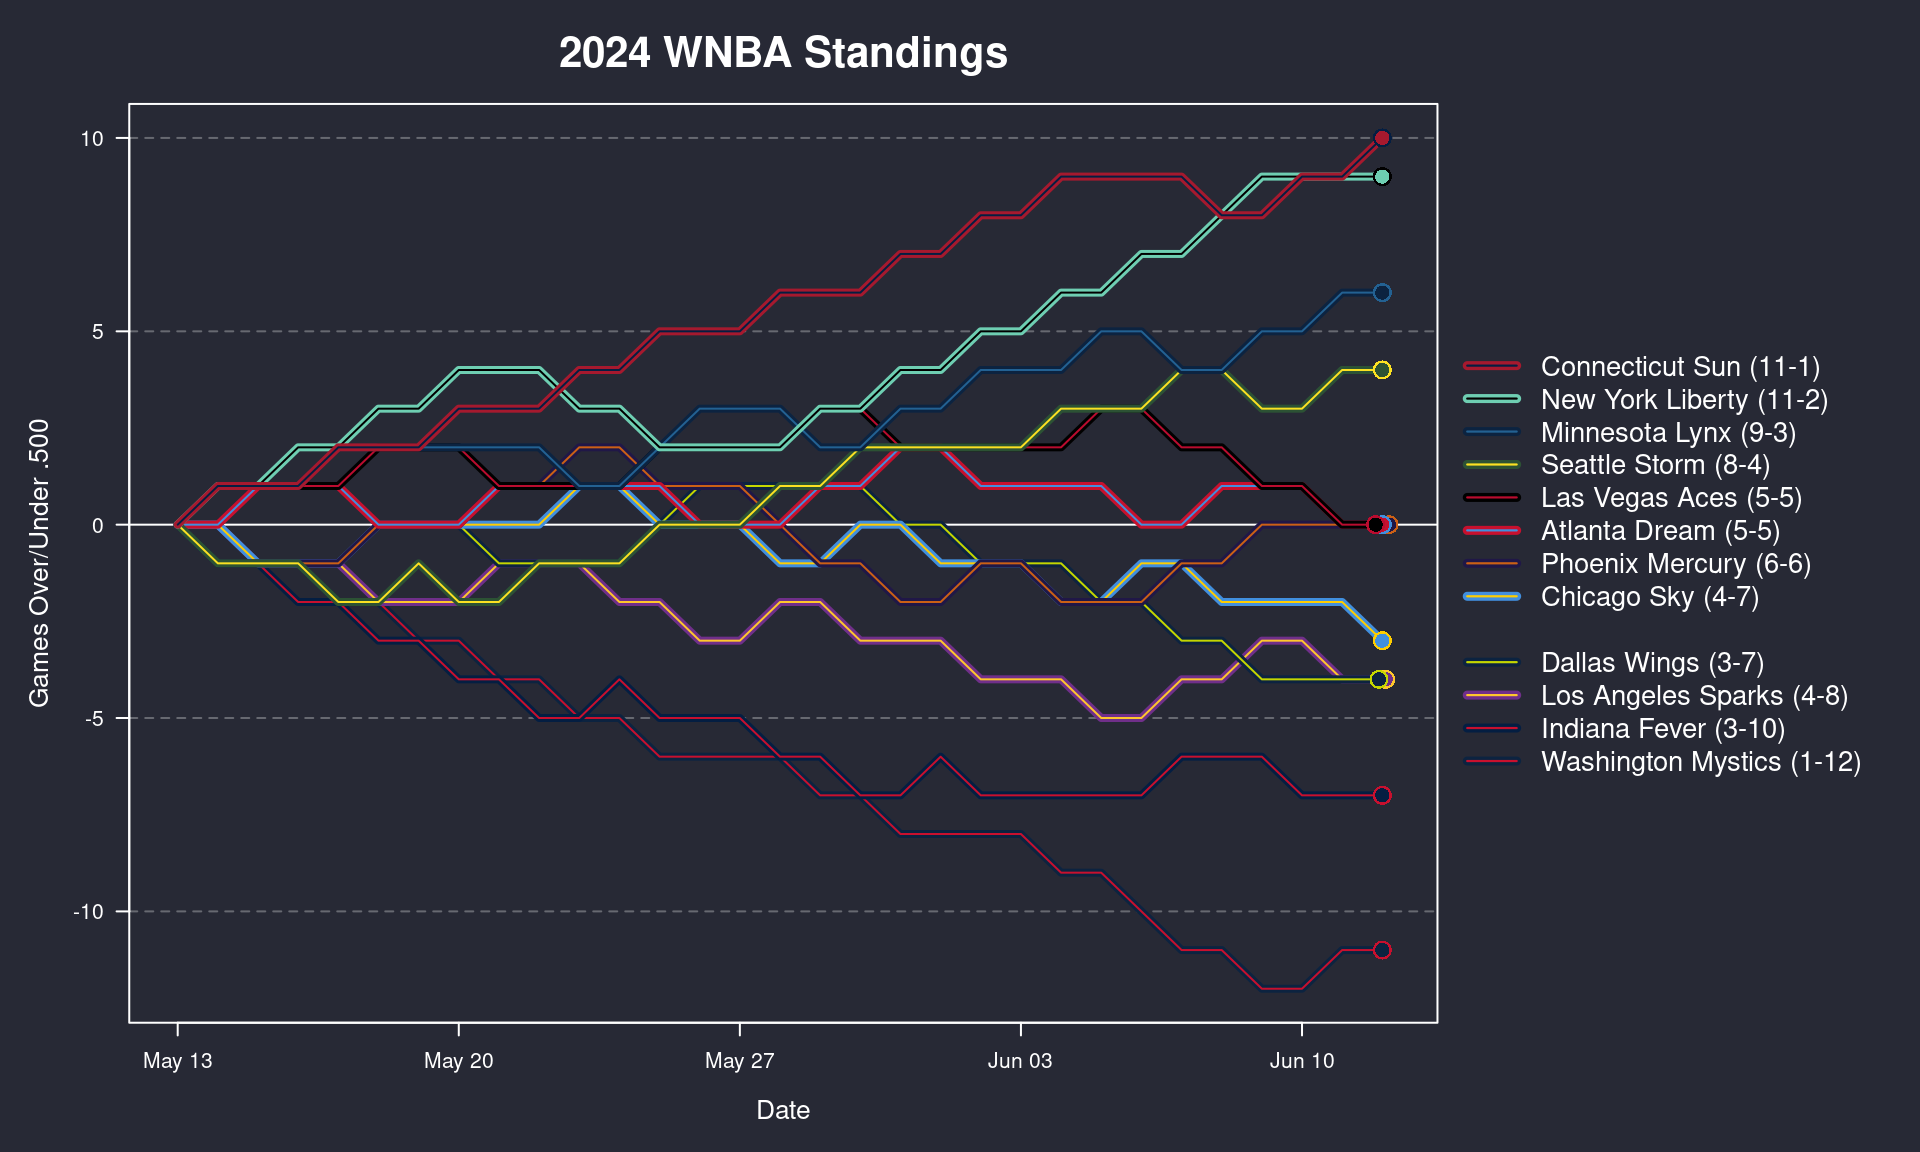 2024 WNBA Standings
10
5
0
-5
-10
Games Over/Under .500
May 13
May 20
May 27
Jun 03
Jun 10
Date
Connecticut Sun (11-1)
New York Liberty (11-2)
Minnesota Lynx (9-3)
Seattle Storm (8-4)
Las Vegas Aces (5-5)
Atlanta Dream (5-5)
Phoenix Mercury (6-6)
Chicago Sky (4-7)
Dallas Wings (3-7)
Los Angeles Sparks (4-8)
Indiana Fever (3-10)
Washington Mystics (1-12)